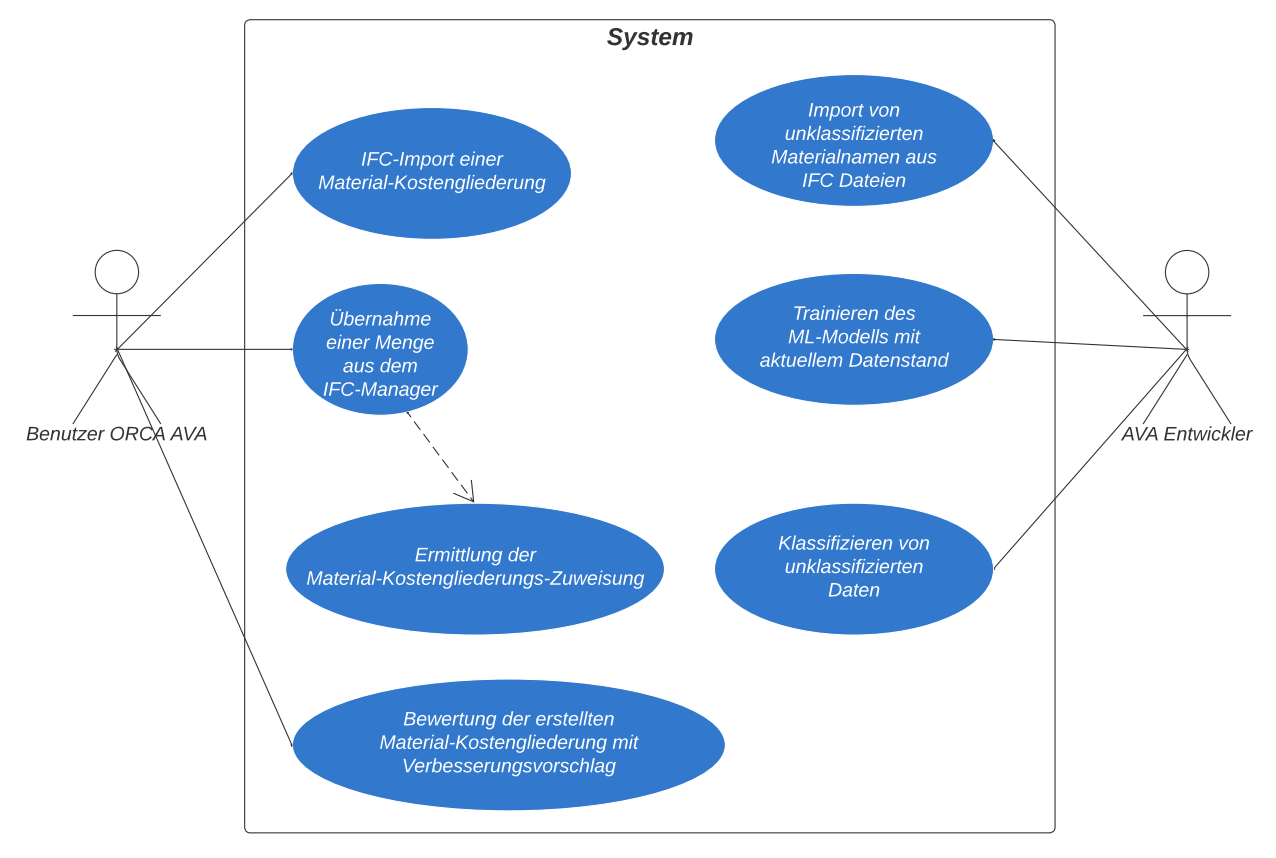 System
IFC-Import einer
Material-Kostengliederung
Übernahme
einer Menge
aus dem
IFC-Manager
Benutzer ORCA AVA
Ermittlung der
Material-Kostengliederungs-Zuweisung
Bewertung der erstellten
Material-Kostengliederung mit
Verbesserungsvorschlag
Import von
unklassifizierten
Materialnamen aus
IFC Dateien
Trainieren des
ML-Modells mit
aktuellem Datenstand
AVA Entwickler
Klassifizieren von
unklassifizierten
Daten